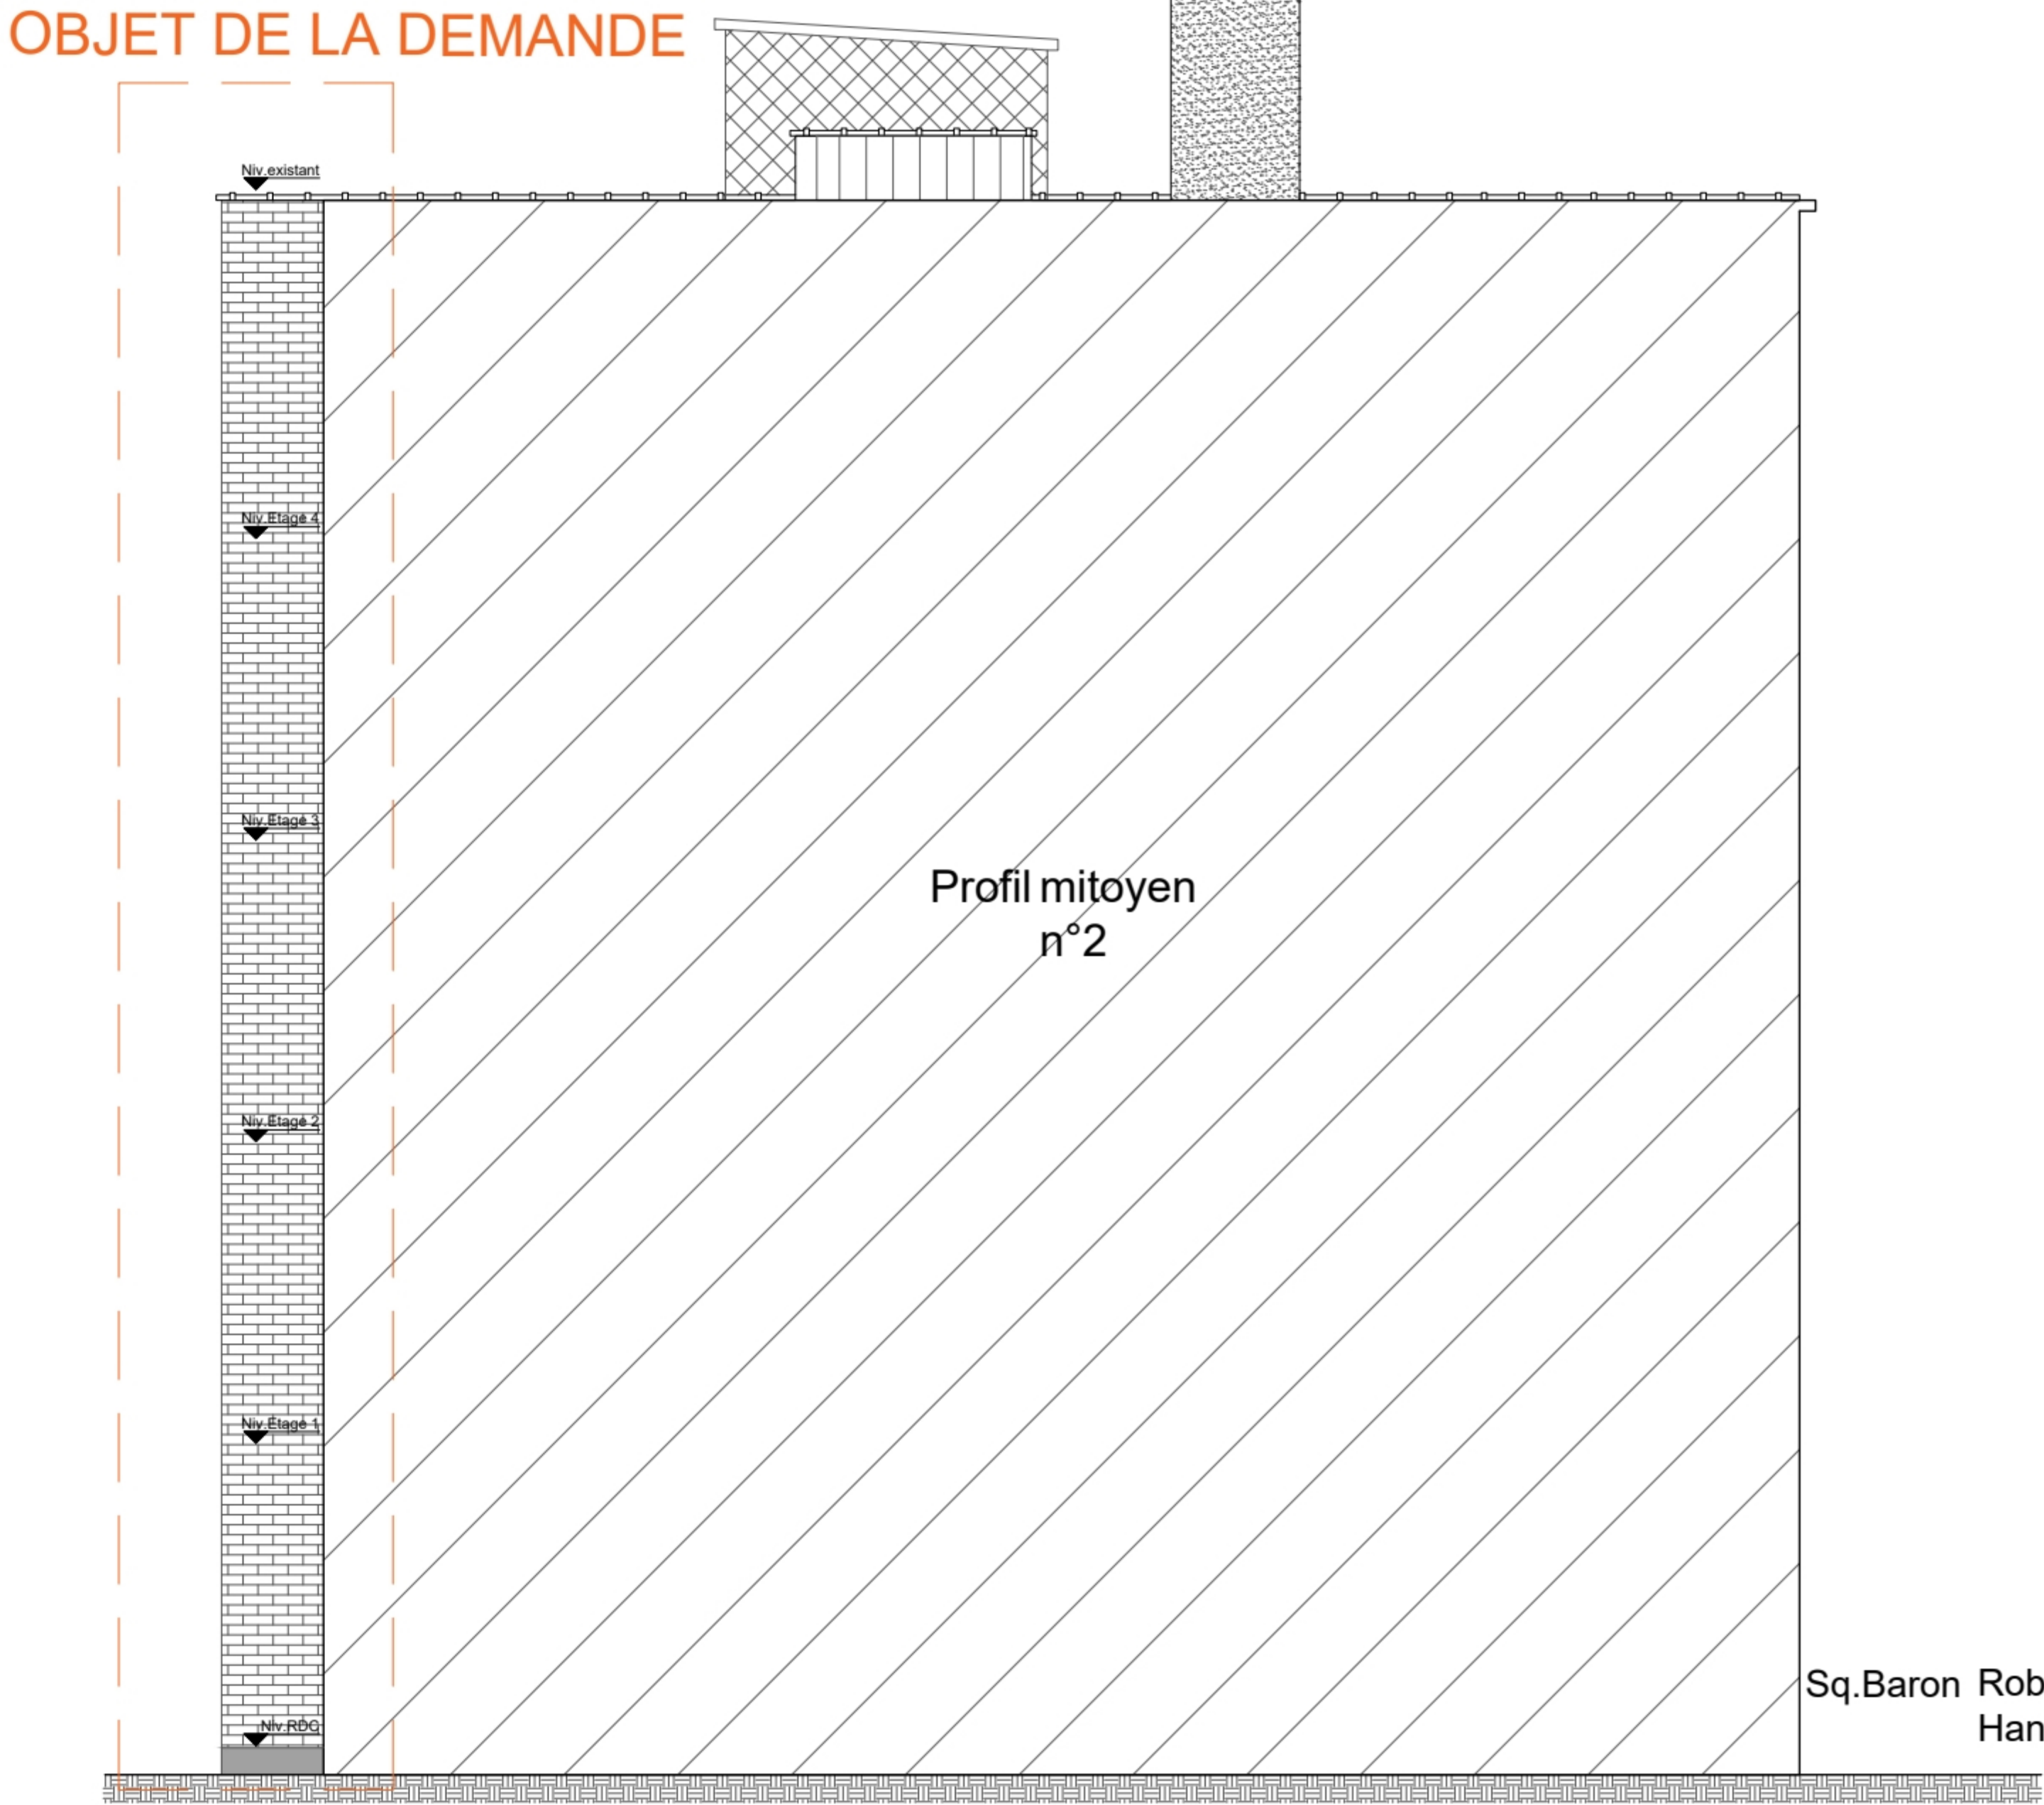 OBJET DE LA DEMANDE
Niv.existant
Niv.Etage 4
Niv.Etage 3
Profil mitoyen
n°2
Niv.Etage 2
Niv.Etage 1
Sq.Baron Rob
Han
Niv.RDC